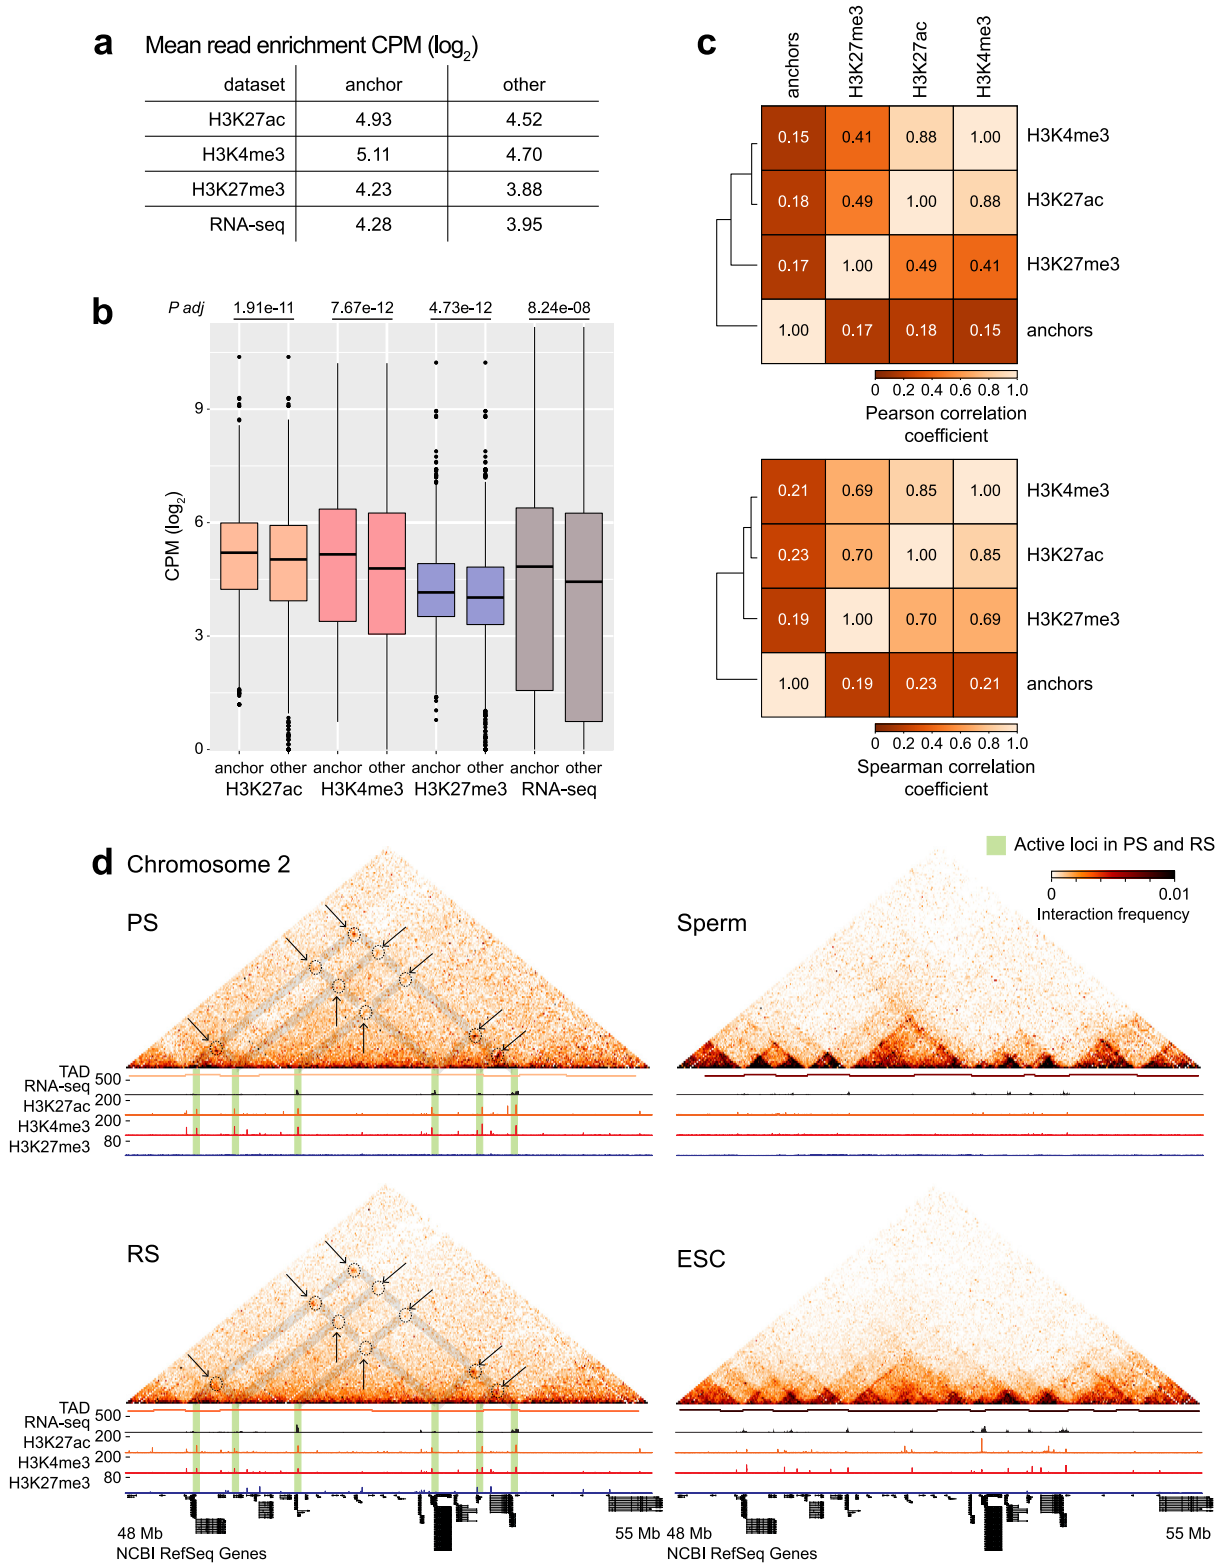 a Mean read enrichment CPM (log2)
dataset anchor other
H3K27ac 4.93 4.52
H3K4me3 5.11 4.70
H3K27me3 4.23 3.88
RNA-seq 4.28 3.95
b
P adj 1.91e-11 7.67e-12 4.73e-12 8.24e-08
CPM (log2)
9
6
3
0
anchor other anchor other anchor other anchor other
H3K27ac H3K4me3 H3K27me3 RNA-seq
c
anchors H3K27me3 H3K27ac H3K4me3
0.15 0.41 0.88 1.00 H3K4me3
0.18 0.49 1.00 0.88 H3K27ac
0.17 1.00 0.49 0.41 H3K27me3
1.00 0.17 0.18 0.15 anchors
0 0.2 0.4 0.6 0.8 1.0
Pearson correlation
coefficient
0.21 0.69 0.85 1.00 H3K4me3
0.23 0.70 1.00 0.85 H3K27ac
0.19 1.00 0.70 0.69 H3K27me3
1.00 0.19 0.23 0.21 anchors
0 0.2 0.4 0.6 0.8 1.0
Spearman correlation
coefficient
d Chromosome 2
Active loci in PS and RS
0 0.01
Interaction frequency
PS
TAD
RNA-seq 500
H3K27ac 200
H3K4me3 200
H3K27me3 80
Sperm
RS
TAD
RNA-seq 500
H3K27ac 200
H3K4me3 200
H3K27me3 80
48 Mb 55 Mb
NCBI RefSeq Genes
ESC
48 Mb 55 Mb
NCBI RefSeq Genes